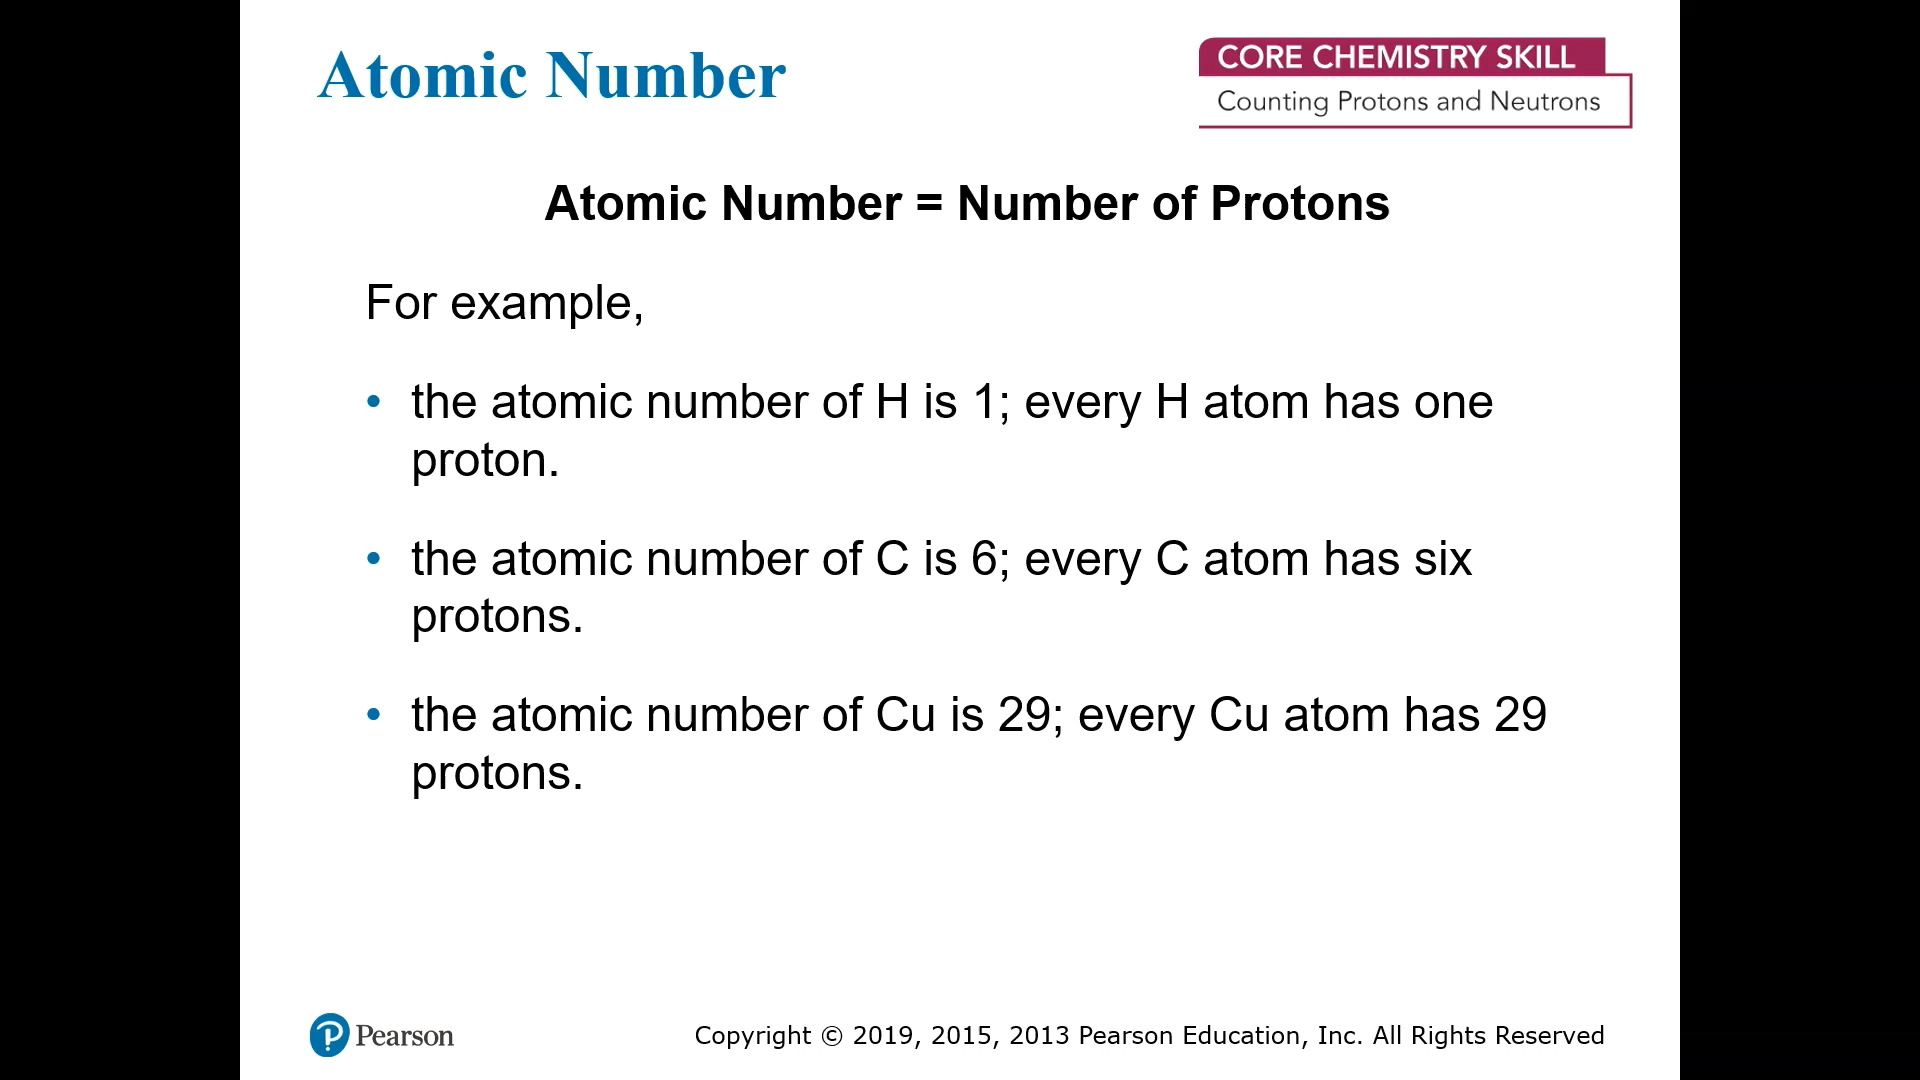 Atomic Number
CORE CHEMISTRY SKILL
Counting Protons and Neutrons
Atomic Number = Number of Protons
For example,
• the atomic number of H is 1; every H atom has one
proton.
• the atomic number of C is 6; every C atom has six
protons.
• the atomic number of Cu is 29; every Cu atom has 29
protons.
Pearson
Copyright © 2019, 2015, 2013 Pearson Education, Inc. All Rights Reserved